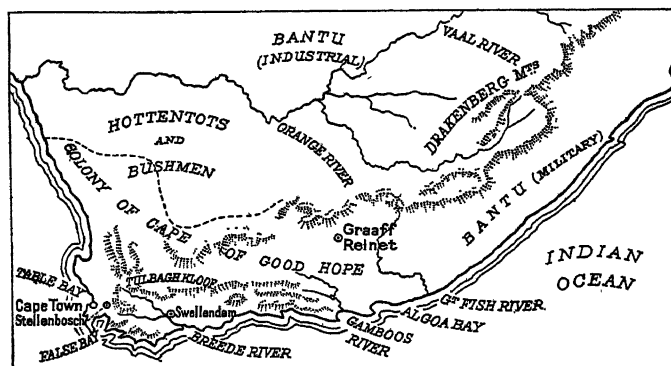 BANTU
(INDUSTRIAL)
VAAL RIVER
DRAKENBERG MTS
HOTTENTOTS
AND
BUSHMEN
ORANGE RIVER
BANTU (MILITARY)
COLONY OF CAPE
OF GOOD HOPE
Graaff
Reinet
INDIAN
OCEAN
TABLE BAY
TULBAGH KLOOF
Cape Town
Stellenbosch
Swellendam
GT FISH RIVER.
ALGOA BAY
GAMBOOS
RIVER
FALSE BAY
BREEDE RIVER